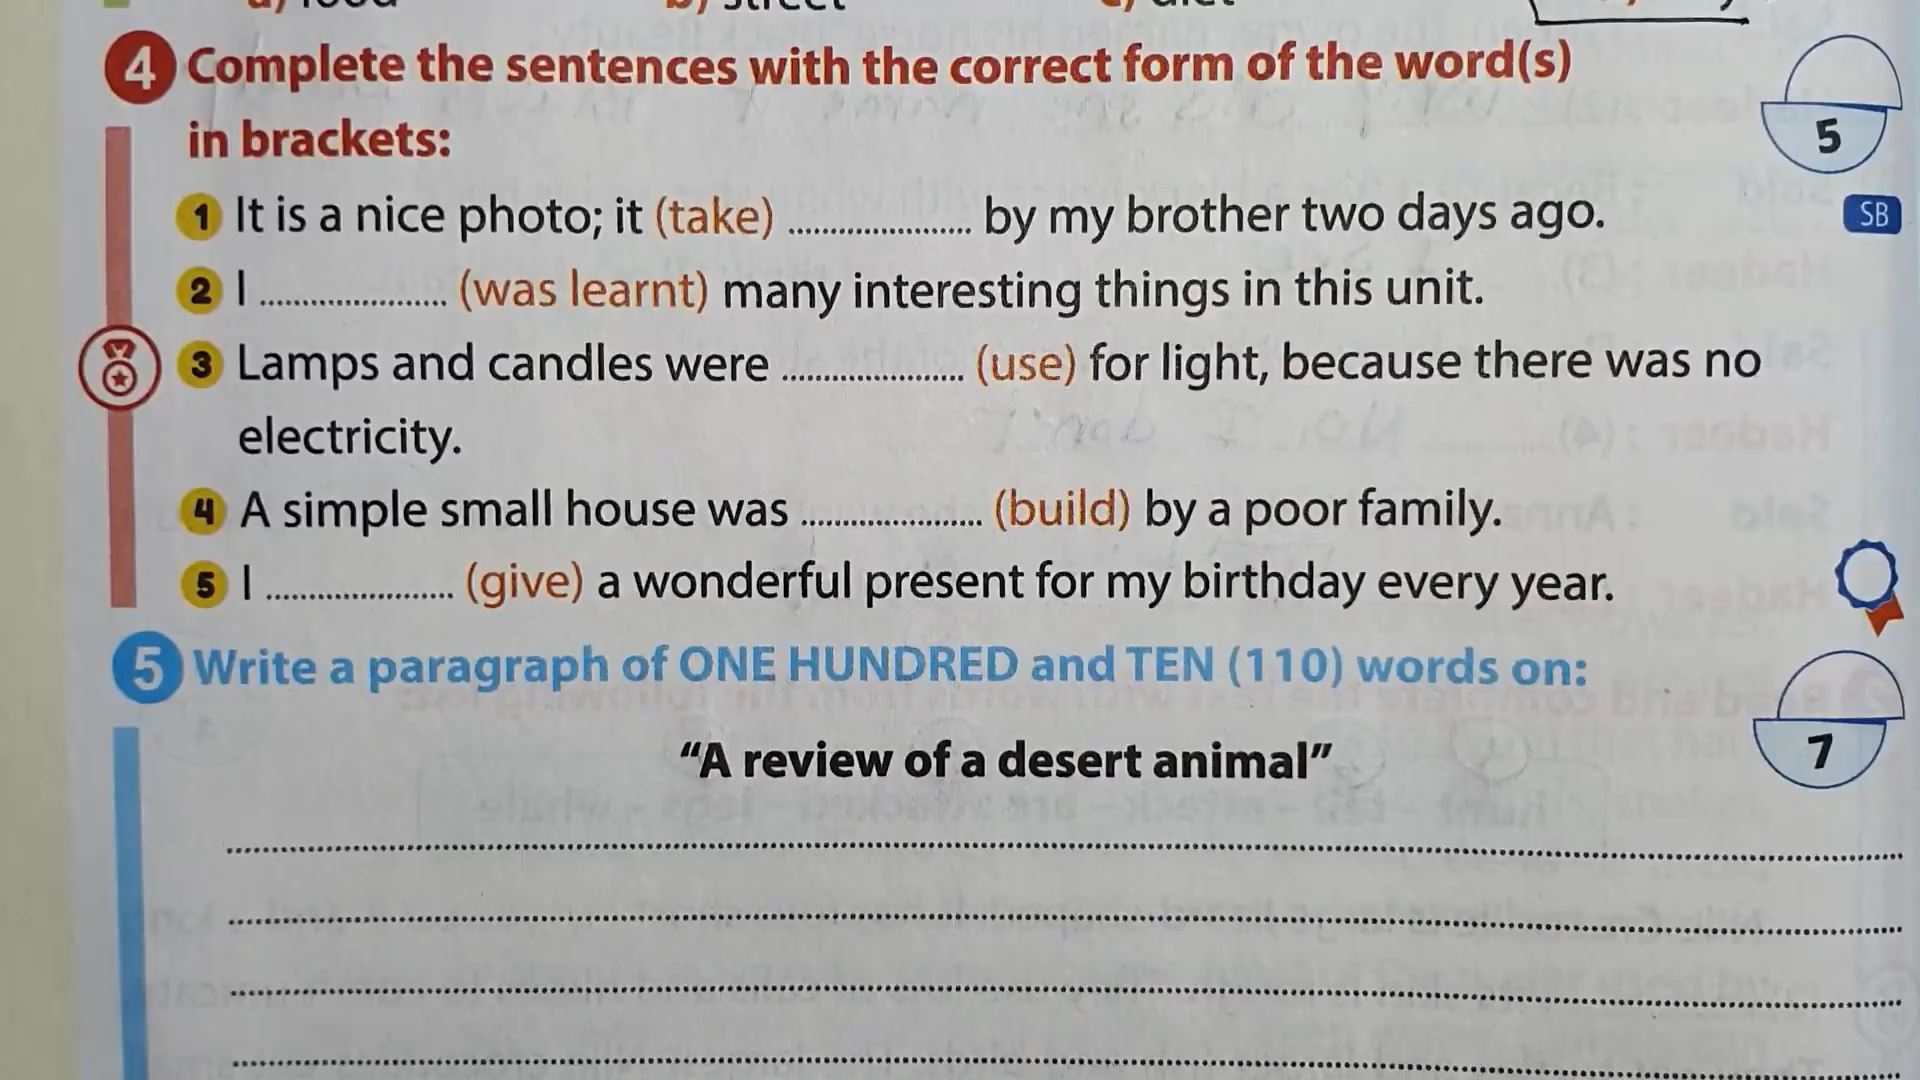 4 Complete the sentences with the correct form of the word(s)
in brackets:
5
1 It is a nice photo; it (take) ...................... by my brother two days ago.
SB
2 I ...................... (was learnt) many interesting things in this unit.
3 Lamps and candles were ...................... (use) for light, because there was no
electricity.
4 A simple small house was ...................... (build) by a poor family.
5 I ...................... (give) a wonderful present for my birthday every year.
5 Write a paragraph of ONE HUNDRED and TEN (110) words on:
7
“A review of a desert animal”